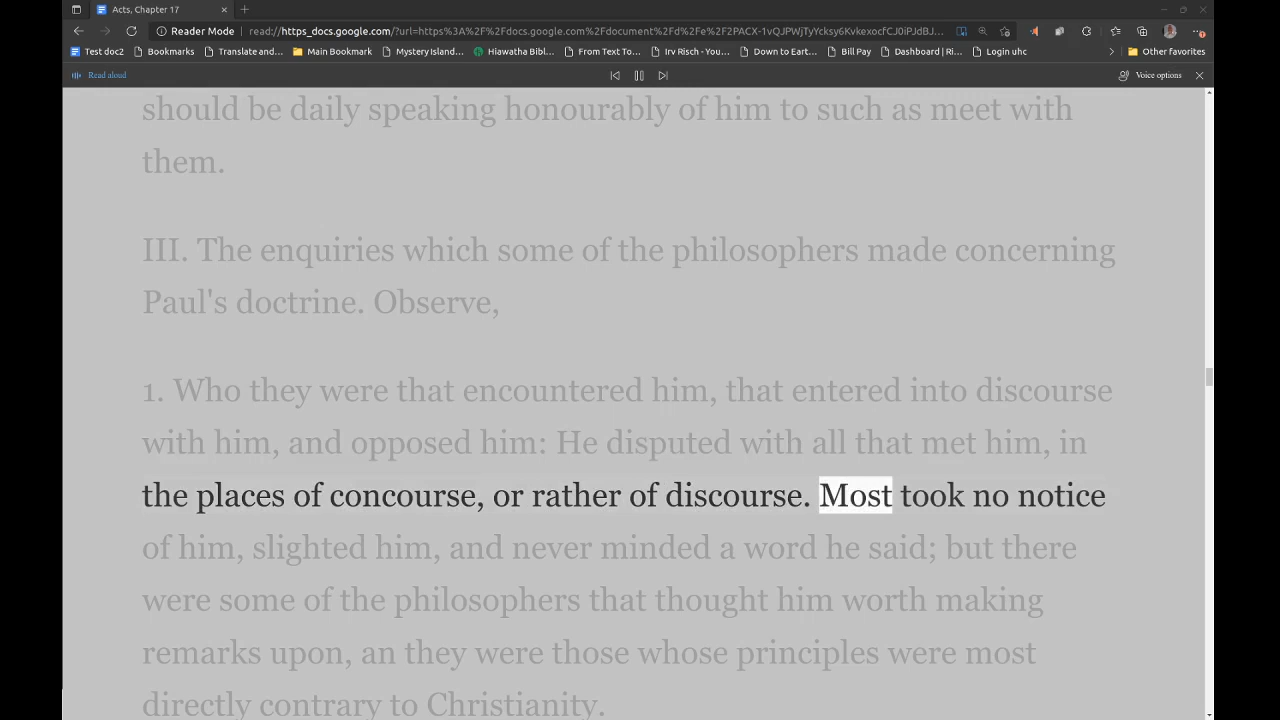 Acts, Chapter 17
Reader Mode read://https_docs.google.com/?url=https%3A%2F%2Fdocs.google.com%2Fdocument%2Fd%2Fe%2F2PACX-1vQJPWjTyYcksy6KvkexocfCJ0iPJdBJ...
Test doc2 Bookmarks Translate and... Main Bookmark Mystery Island... Hiawatha Bibl... From Text To... Irv Risch - You... Down to Eart... Bill Pay Dashboard | Ri... Login uhc Other favorites
Read aloud Voice options
should be daily speaking honourably of him to such as meet with
them.
III. The enquiries which some of the philosophers made concerning
Paul's doctrine. Observe,
1. Who they were that encountered him, that entered into discourse
with him, and opposed him: He disputed with all that met him, in
the places of concourse, or rather of discourse. Most took no notice
of him, slighted him, and never minded a word he said; but there
were some of the philosophers that thought him worth making
remarks upon, an they were those whose principles were most
directly contrary to Christianity.